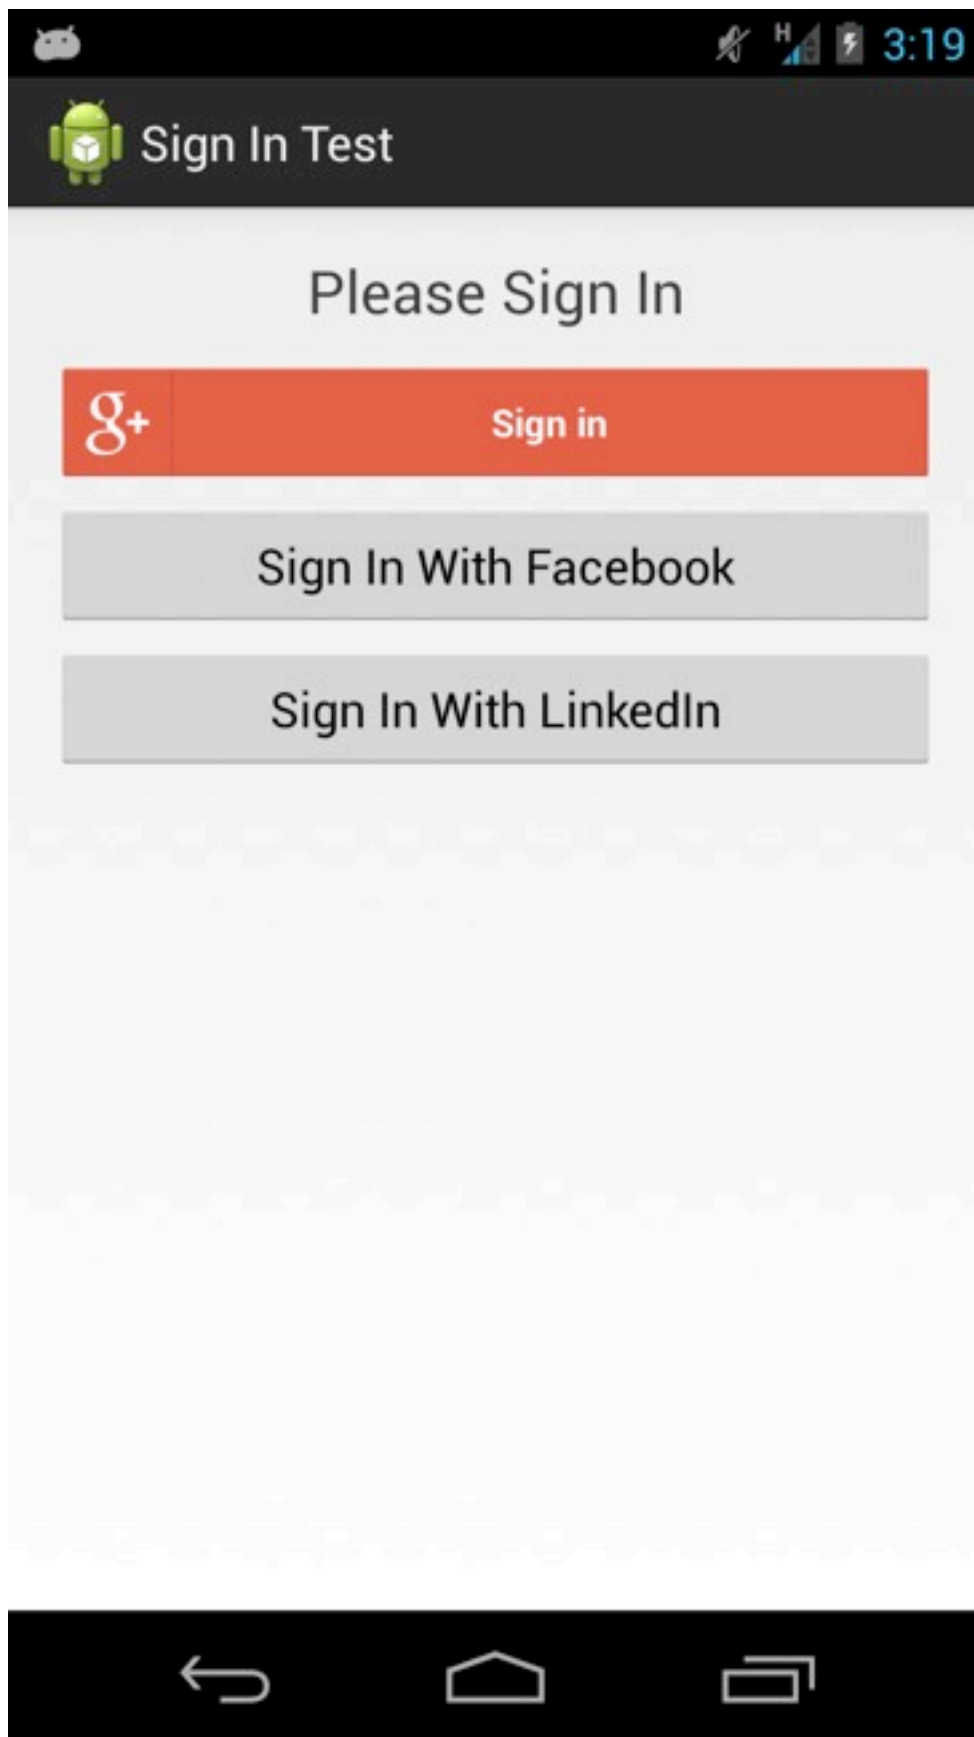 H 3:19
Sign In Test
Please Sign In
g+ Sign in
Sign In With Facebook
Sign In With LinkedIn